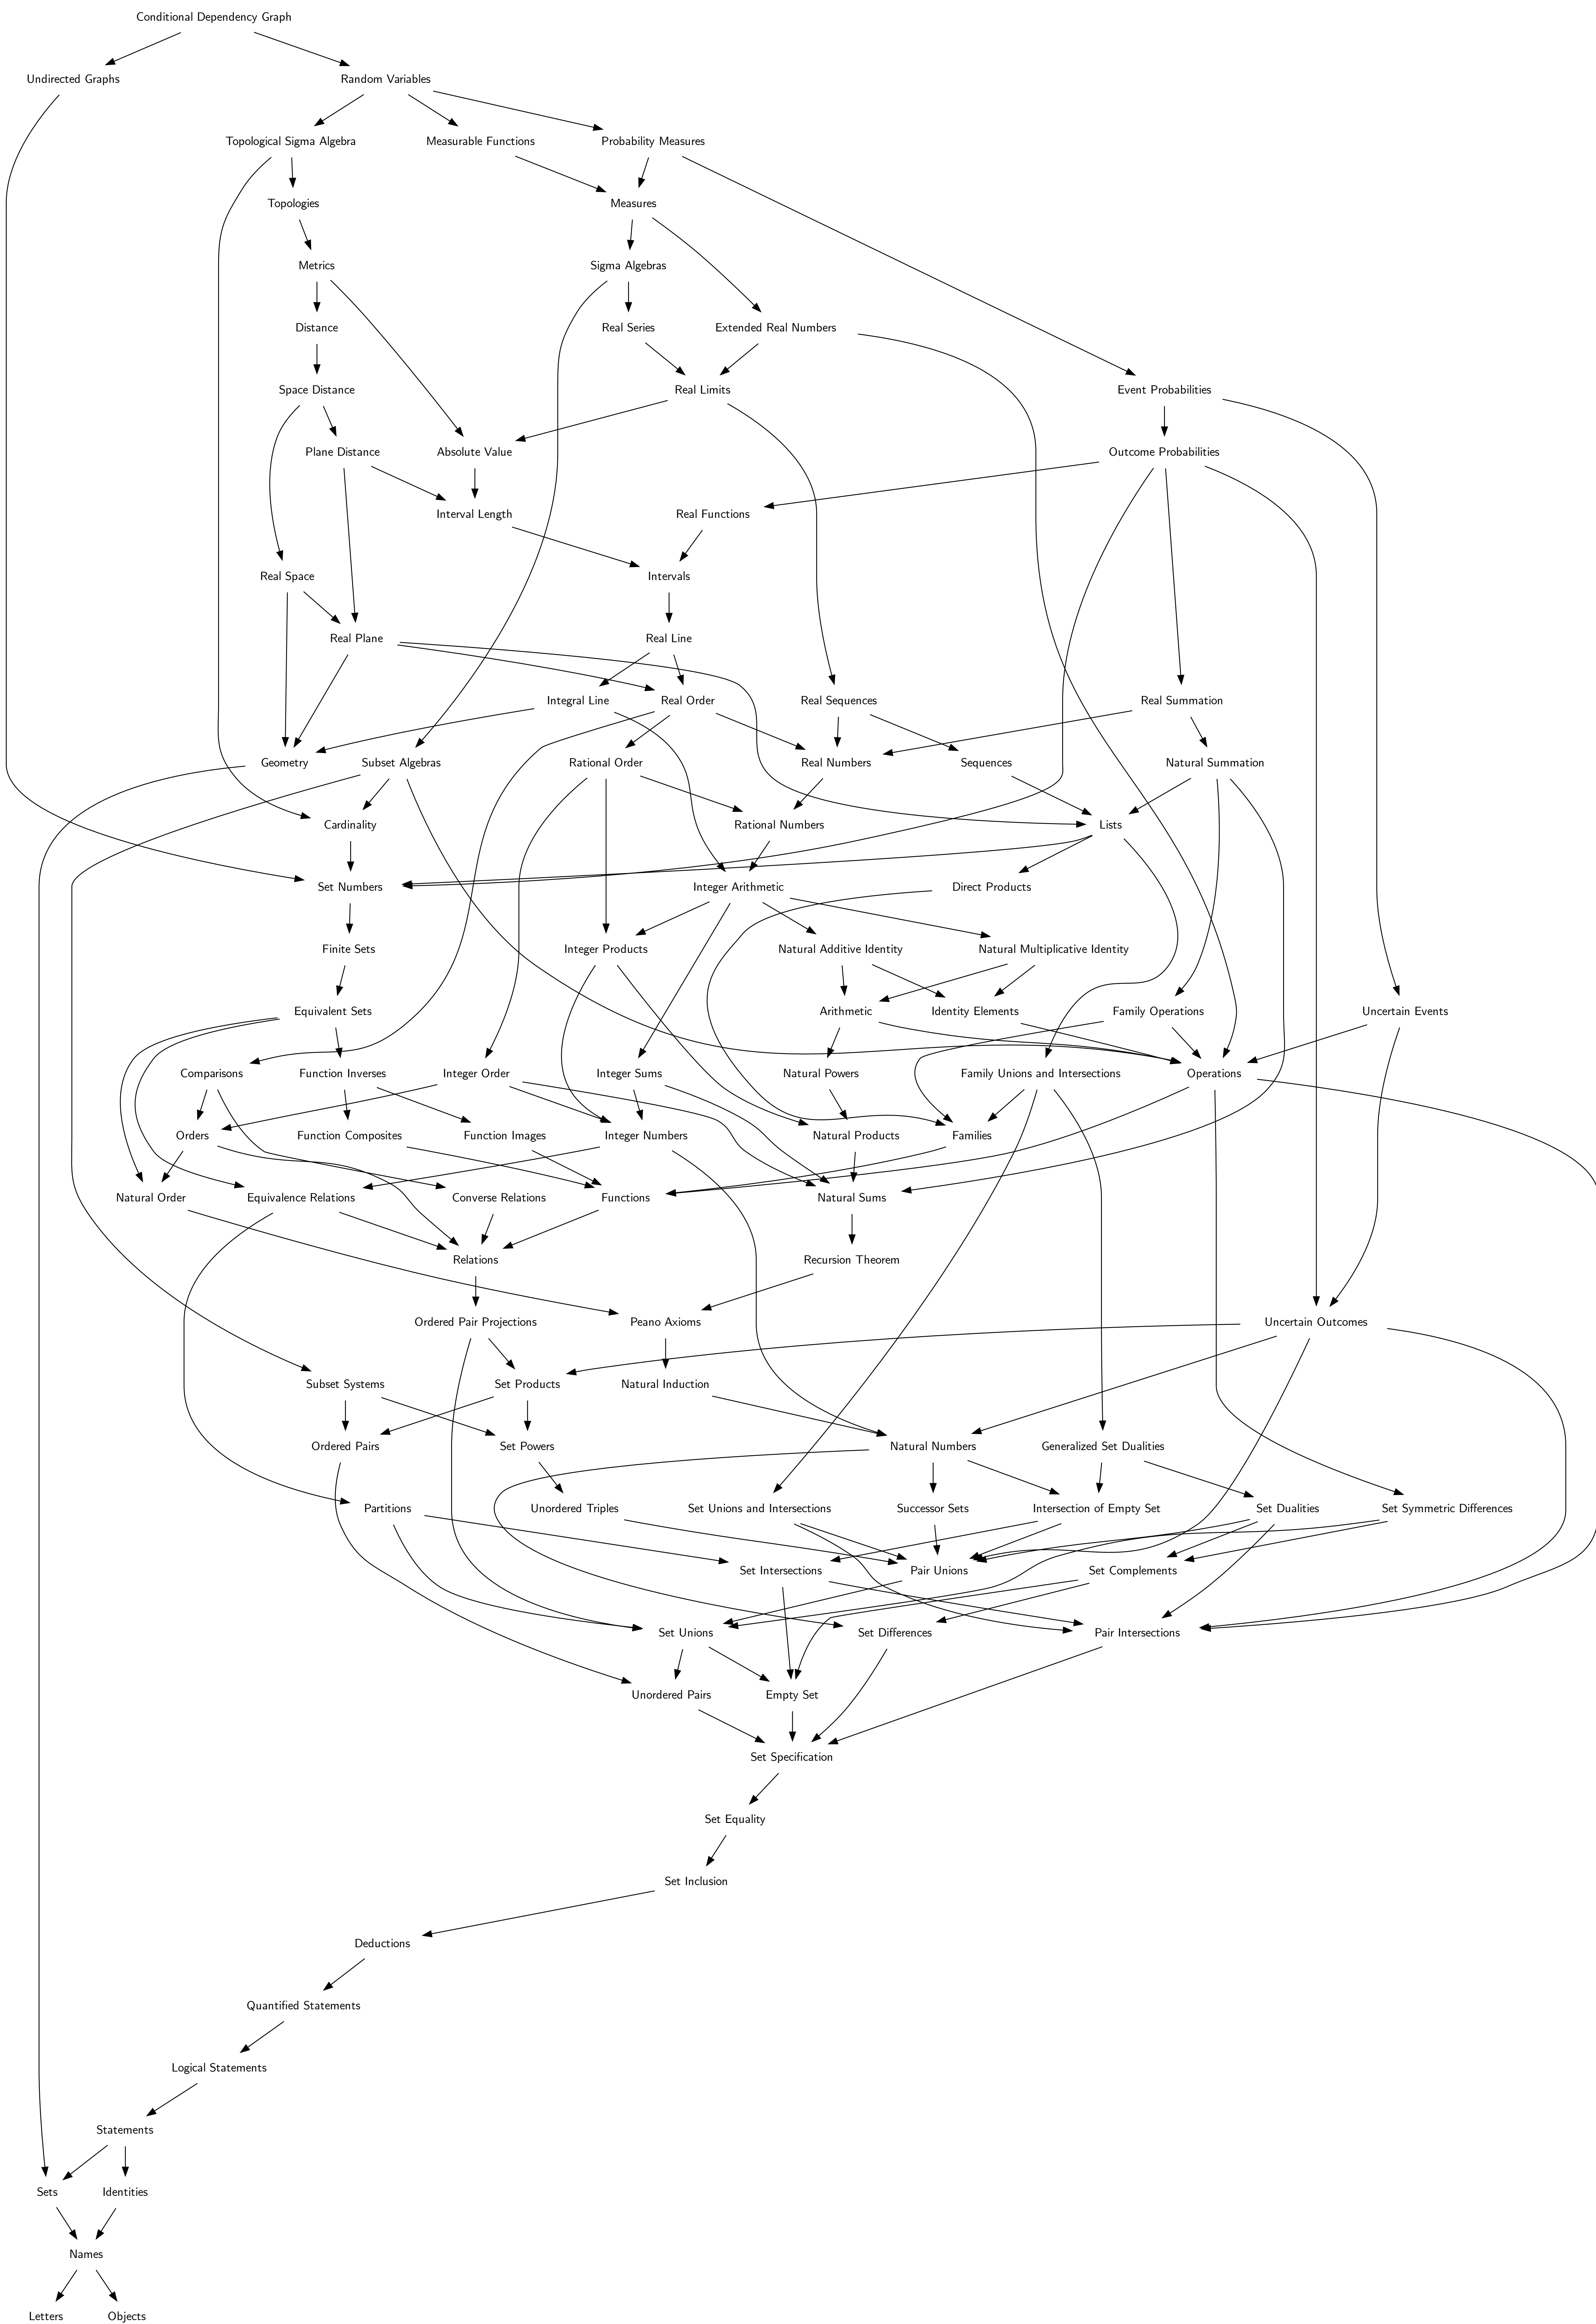 Conditional Dependency Graph
Undirected Graphs
Random Variables
Topological Sigma Algebra
Measurable Functions
Probability Measures
Topologies
Measures
Metrics
Sigma Algebras
Distance
Real Series
Extended Real Numbers
Space Distance
Real Limits
Event Probabilities
Plane Distance
Absolute Value
Outcome Probabilities
Interval Length
Real Functions
Real Space
Intervals
Real Plane
Real Line
Integral Line
Real Order
Real Sequences
Real Summation
Geometry
Subset Algebras
Rational Order
Real Numbers
Sequences
Natural Summation
Cardinality
Rational Numbers
Lists
Set Numbers
Integer Arithmetic
Direct Products
Finite Sets
Integer Products
Natural Additive Identity
Natural Multiplicative Identity
Equivalent Sets
Arithmetic
Identity Elements
Family Operations
Uncertain Events
Comparisons
Function Inverses
Integer Order
Integer Sums
Natural Powers
Family Unions and Intersections
Operations
Orders
Function Composites
Function Images
Integer Numbers
Natural Products
Families
Natural Order
Equivalence Relations
Converse Relations
Functions
Natural Sums
Relations
Recursion Theorem
Ordered Pair Projections
Peano Axioms
Uncertain Outcomes
Subset Systems
Set Products
Natural Induction
Ordered Pairs
Set Powers
Natural Numbers
Generalized Set Dualities
Partitions
Unordered Triples
Set Unions and Intersections
Successor Sets
Intersection of Empty Set
Set Dualities
Set Symmetric Differences
Set Intersections
Pair Unions
Set Complements
Set Unions
Set Differences
Pair Intersections
Unordered Pairs
Empty Set
Set Specification
Set Equality
Set Inclusion
Deductions
Quantified Statements
Logical Statements
Statements
Sets
Identities
Names
Letters
Objects